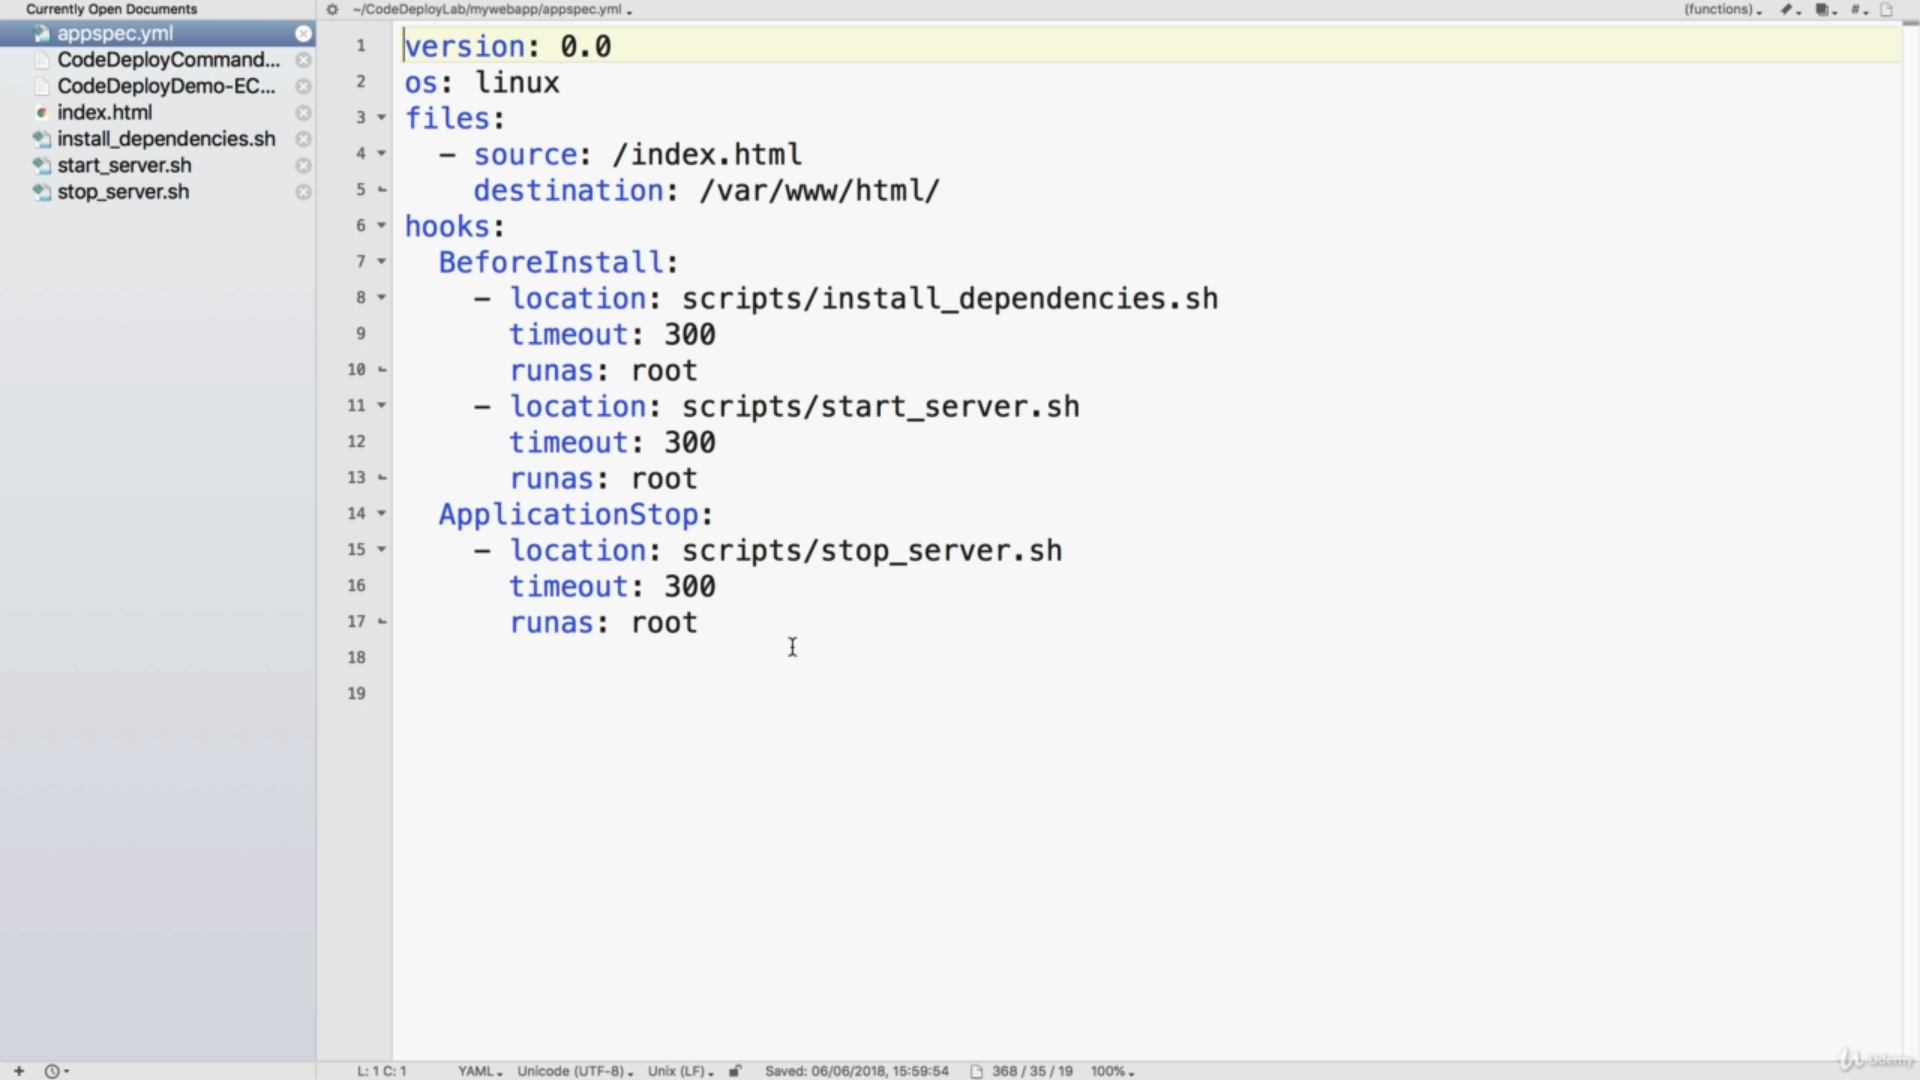 Currently Open Documents
appspec.yml
CodeDeployCommand...
CodeDeployDemo-EC...
index.html
install_dependencies.sh
start_server.sh
stop_server.sh
~/CodeDeployLab/mywebapp/appspec.yml
(functions)
#
1 version: 0.0
2 os: linux
3 files:
4 - source: /index.html
5 destination: /var/www/html/
6 hooks:
7 BeforeInstall:
8 - location: scripts/install_dependencies.sh
9 timeout: 300
10 runas: root
11 - location: scripts/start_server.sh
12 timeout: 300
13 runas: root
14 ApplicationStop:
15 - location: scripts/stop_server.sh
16 timeout: 300
17 runas: root
18
19
L: 1 C: 1 YAML Unicode (UTF-8) Unix (LF) Saved: 06/06/2018, 15:59:54 368 / 35 / 19 100%
Udemy